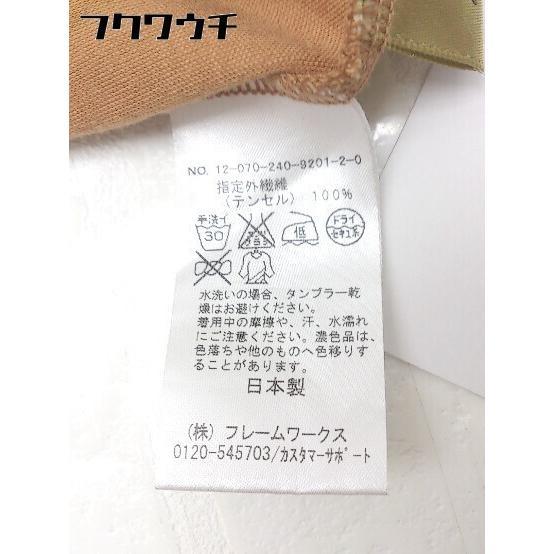 フクワウチ
NO. 12-070-240-9201-2-0
指定外繊維
(テンセル) 100%
手洗イ
30
エンソ
サラシ
低
ドライ
セキユ系
水洗いの場合、タンブラー乾
燥はお避けください。
着用中の摩擦や、汗、水濡れ
にご注意ください。濃色品は、
色落ちや他のものへ色移りす
ることがあります。
日本製
(株) フレームワークス
0120-545703/カスタマーサポート